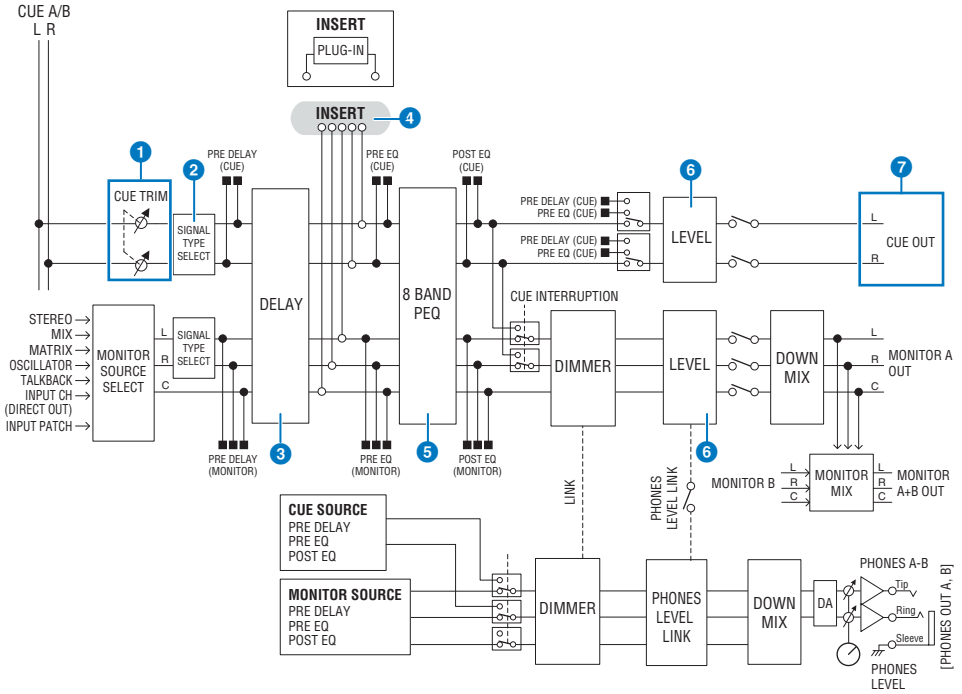 CUE A/B
L R
INSERT
PLUG-IN
INSERT
4
1
2
PRE DELAY
(CUE)
PRE EQ
(CUE)
POST EQ
(CUE)
6
7
CUE TRIM
SIGNAL
TYPE
SELECT
PRE DELAY (CUE)
PRE EQ (CUE)
PRE DELAY (CUE)
PRE EQ (CUE)
LEVEL
L
R
CUE OUT
DELAY
8 BAND
PEQ
CUE INTERRUPTION
STEREO
MIX
MATRIX
OSCILLATOR
TALKBACK
INPUT CH
(DIRECT OUT)
INPUT PATCH
MONITOR
SOURCE
SELECT
L
R
C
SIGNAL
TYPE
SELECT
DIMMER
LEVEL
DOWN
MIX
L
R
C
MONITOR A
OUT
3
5
6
PRE DELAY
(MONITOR)
PRE EQ
(MONITOR)
POST EQ
(MONITOR)
LINK
PHONES
LEVEL LINK
MONITOR B
L
R
C
MONITOR
MIX
L
R
C
MONITOR
A+B OUT
CUE SOURCE
PRE DELAY
PRE EQ
POST EQ
MONITOR SOURCE
PRE DELAY
PRE EQ
POST EQ
DIMMER
PHONES
LEVEL
LINK
DOWN
MIX
DA
PHONES A-B
Tip
Ring
Sleeve
PHONES
LEVEL
[PHONES OUT A, B]